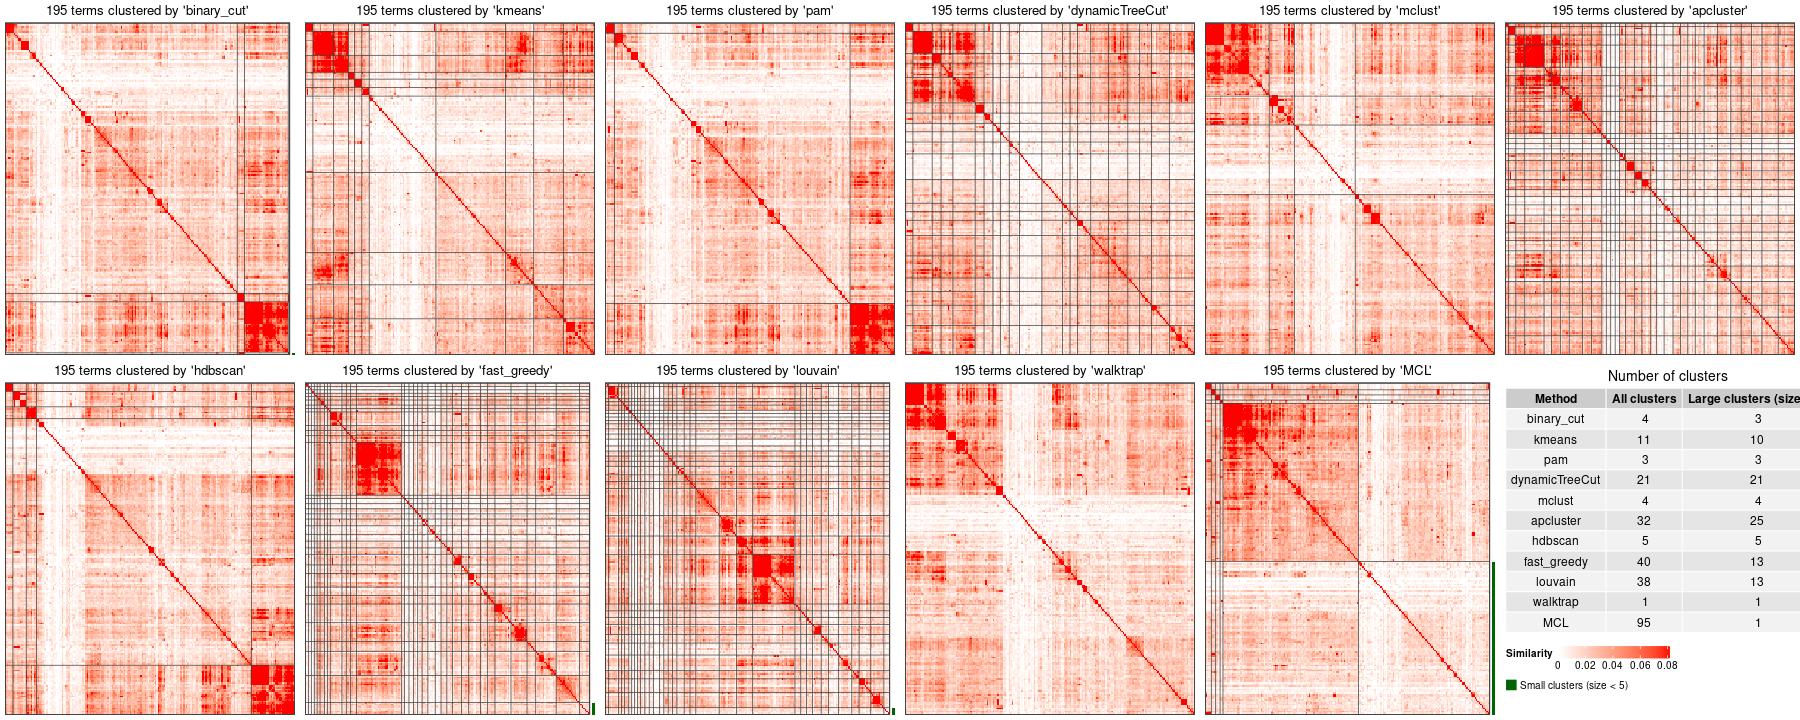 195 terms clustered by 'binary_cut'
195 terms clustered by 'kmeans'
195 terms clustered by 'pam'
195 terms clustered by 'dynamicTreeCut'
195 terms clustered by 'mclust'
195 terms clustered by 'apcluster'
195 terms clustered by 'hdbscan'
195 terms clustered by 'fast_greedy'
195 terms clustered by 'louvain'
195 terms clustered by 'walktrap'
195 terms clustered by 'MCL'
Number of clusters
Method All clusters Large clusters (size
binary_cut 4 3
kmeans 11 10
pam 3 3
dynamicTreeCut 21 21
mclust 4 4
apcluster 32 25
hdbscan 5 5
fast_greedy 40 13
louvain 38 13
walktrap 1 1
MCL 95 1
Similarity
0 0.02 0.04 0.06 0.08
Small clusters (size < 5)